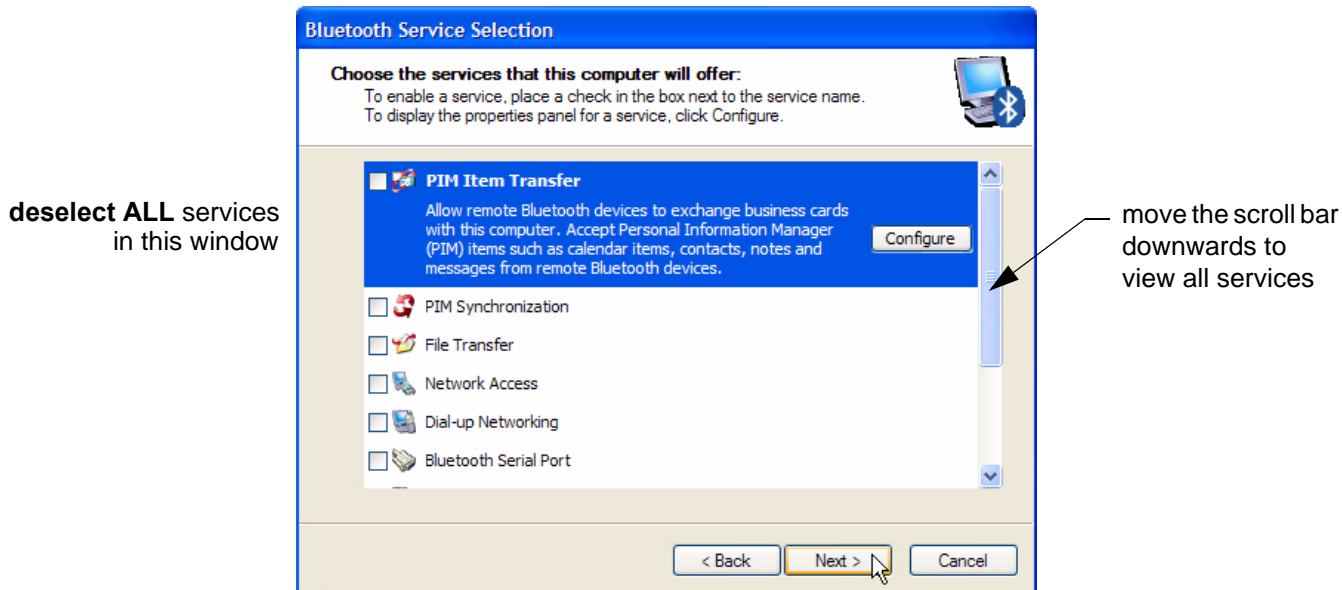 Bluetooth Service Selection
Choose the services that this computer will offer:
To enable a service, place a check in the box next to the service name.
To display the properties panel for a service, click Configure.
deselect ALL services
in this window
PIM Item Transfer
Allow remote Bluetooth devices to exchange business cards
with this computer. Accept Personal Information Manager
(PIM) items such as calendar items, contacts, notes and
messages from remote Bluetooth devices.
Configure
PIM Synchronization
File Transfer
Network Access
Dial-up Networking
Bluetooth Serial Port
move the scroll bar
downwards to
view all services
< Back
Next >
Cancel